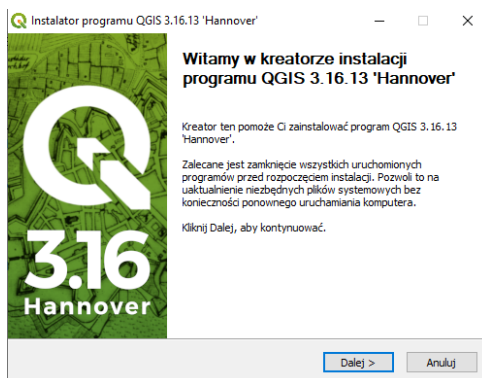 Instalator programu QGIS 3.16.13 'Hannover'
Witamy w kreatorze instalacji
programu QGIS 3.16.13 'Hannover'
Kreator ten pomoże Ci zainstalować program QGIS 3.16.13
'Hannover'.
Zalecane jest zamknięcie wszystkich uruchomionych
programów przed rozpoczęciem instalacji. Pozwoli to na
uaktualnienie niezbędnych plików systemowych bez
konieczności ponownego uruchamiania komputera.
Kliknij Dalej, aby kontynuować.
3.16
Hannover
Dalej >
Anuluj